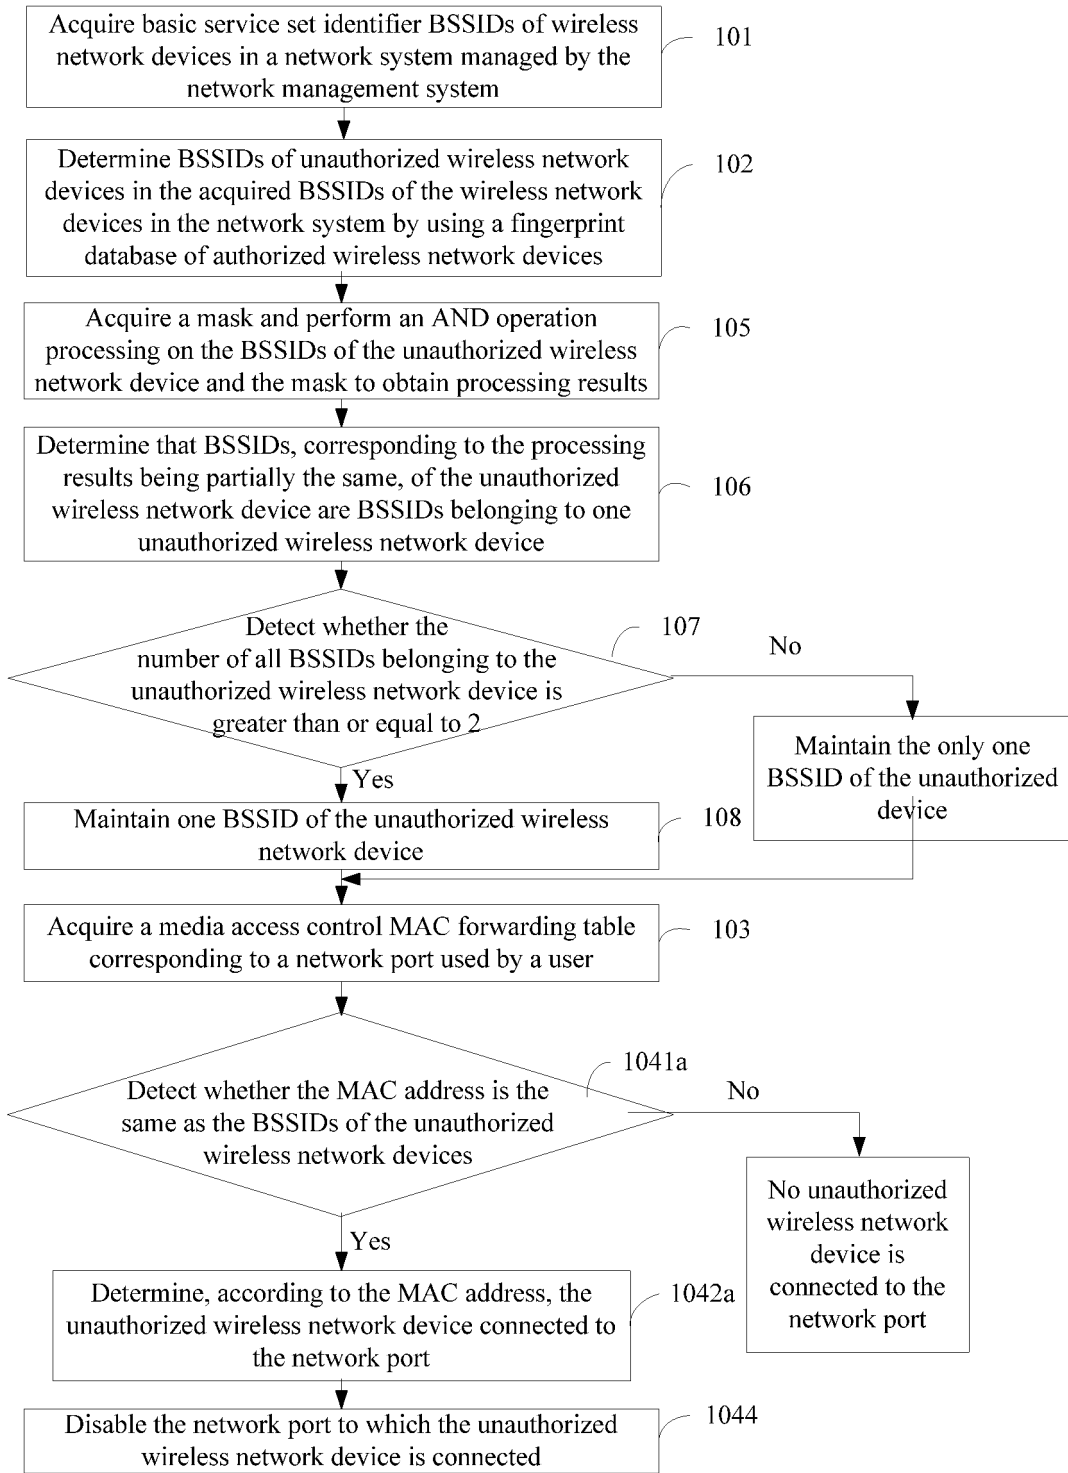 Acquire basic service set identifier BSSIDs of wireless
network devices in a network system managed by the
network management system
101
Determine BSSIDs of unauthorized wireless network
devices in the acquired BSSIDs of the wireless network
devices in the network system by using a fingerprint
database of authorized wireless network devices
102
Acquire a mask and perform an AND operation
processing on the BSSIDs of the unauthorized wireless
network device and the mask to obtain processing results
105
Determine that BSSIDs, corresponding to the processing
results being partially the same, of the unauthorized
wireless network device are BSSIDs belonging to one
unauthorized wireless network device
106
Detect whether the
number of all BSSIDs belonging to the
unauthorized wireless network device is
greater than or equal to 2
107
No
Maintain the only one
BSSID of the unauthorized
device
Yes
Maintain one BSSID of the unauthorized wireless
network device
108
Acquire a media access control MAC forwarding table
corresponding to a network port used by a user
103
Detect whether the MAC address is the
same as the BSSIDs of the unauthorized
wireless network devices
1041a
No
No unauthorized
wireless network
device is
connected to the
network port
Yes
Determine, according to the MAC address, the
unauthorized wireless network device connected to
the network port
1042a
Disable the network port to which the unauthorized
wireless network device is connected
1044